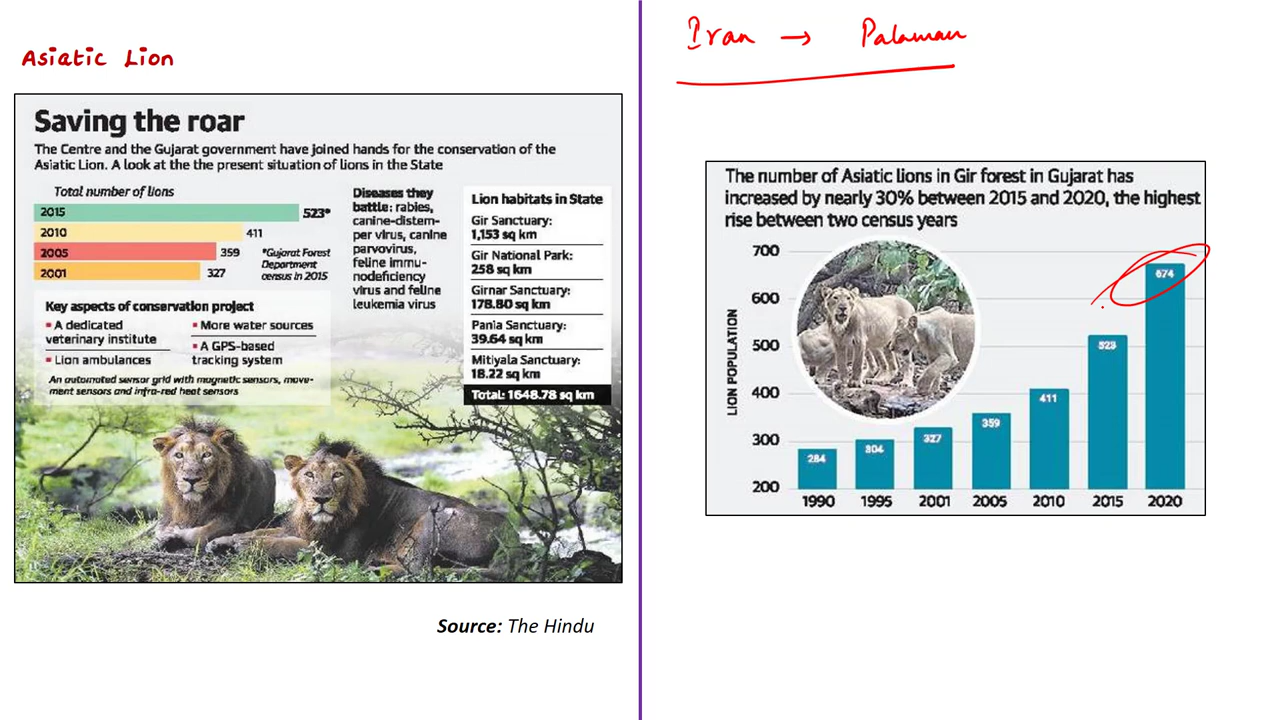 Asiatic Lion
Saving the roar
The Centre and the Gujarat government have joined hands for the conservation of the
Asiatic Lion. A look at the the present situation of lions in the State
Total number of lions
2015 523*
2010 411
2005 359
2001 327
*Gujarat Forest
Department
census in 2015
Key aspects of conservation project
▪ A dedicated
veterinary institute
▪ Lion ambulances
▪ More water sources
▪ A GPS-based
tracking system
An automated sensor grid with magnetic sensors, move-
ment sensors and infra-red heat sensors
Diseases they
battle: rabies,
canine-distem-
per virus, canine
parvovirus,
feline immu-
nodeficiency
virus and feline
leukemia virus
Lion habitats in State
Gir Sanctuary:
1,153 sq km
Gir National Park:
258 sq km
Girnar Sanctuary:
178.80 sq km
Pania Sanctuary:
39.64 sq km
Mitiyala Sanctuary:
18.22 sq km
Total: 1648.78 sq km
Source: The Hindu
Iran → Palamau
The number of Asiatic lions in Gir forest in Gujarat has
increased by nearly 30% between 2015 and 2020, the highest
rise between two census years
LION POPULATION
700
600
500
400
300
200
284
304
327
359
411
523
674
1990 1995 2001 2005 2010 2015 2020